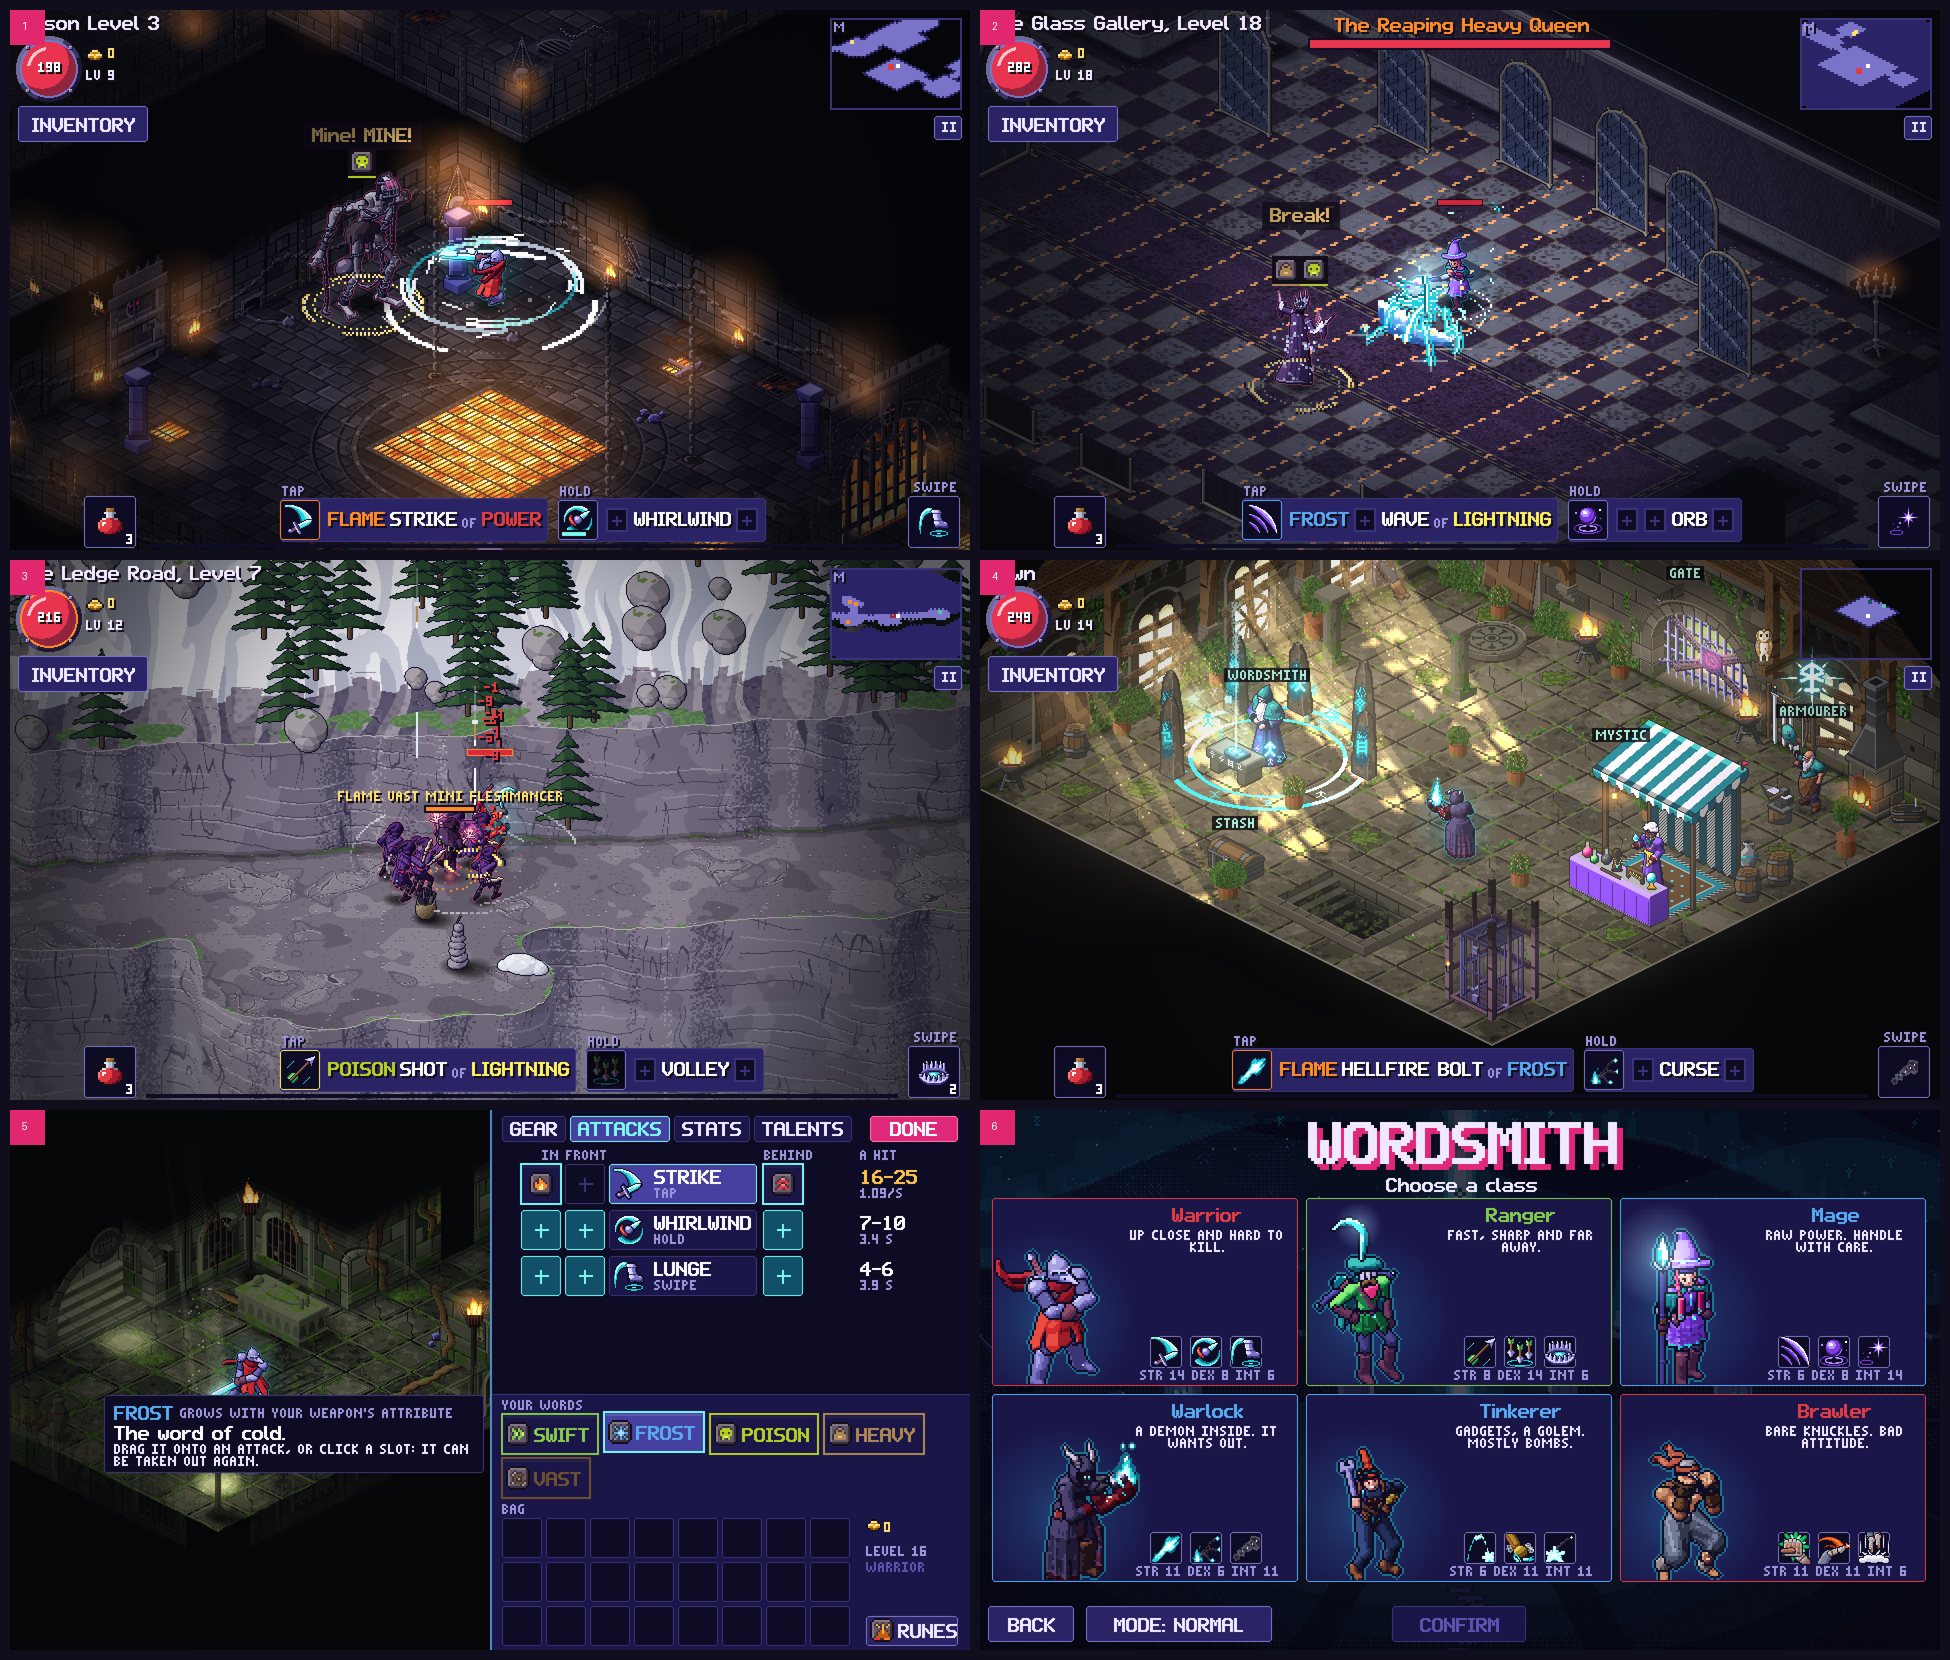 1
son Level 3
198
0
LV 9
INVENTORY
M
II
Mine! MINE!
TAP
FLAME STRIKE OF POWER
HOLD
+ WHIRLWIND +
SWIPE
3
2
e Glass Gallery, Level 18
The Reaping Heavy Queen
282
0
LV 18
INVENTORY
M
II
Break!
TAP
FROST + WAVE OF LIGHTNING
HOLD
+ + ORB +
SWIPE
3
3
e Ledge Road, Level 7
216
0
LV 12
INVENTORY
M
II
-1
-9
FLAME VAST MINI FLESHMANCER
TAP
POISON SHOT OF LIGHTNING
HOLD
+ VOLLEY +
SWIPE
3
2
4
wn
249
0
LV 14
INVENTORY
II
GATE
WORDSMITH
ARMOURER
MYSTIC
STASH
TAP
FLAME HELLFIRE BOLT OF FROST
HOLD
+ CURSE +
SWIPE
3
5
GEAR ATTACKS STATS TALENTS DONE
IN FRONT BEHIND A HIT
+ STRIKE 16-25
TAP 1.09/S
+ + WHIRLWIND + 7-10
HOLD 3.4 S
+ + LUNGE + 4-6
SWIPE 3.9 S
FROST GROWS WITH YOUR WEAPON'S ATTRIBUTE
The word of cold.
DRAG IT ONTO AN ATTACK, OR CLICK A SLOT: IT CAN
BE TAKEN OUT AGAIN.
YOUR WORDS
SWIFT FROST POISON HEAVY
VAST
BAG
0
LEVEL 16
WARRIOR
RUNES
6
WORDSMITH
Choose a class
Warrior
UP CLOSE AND HARD TO
KILL.
STR 14 DEX 8 INT 6
Ranger
FAST, SHARP AND FAR
AWAY.
STR 8 DEX 14 INT 6
Mage
RAW POWER. HANDLE
WITH CARE.
STR 6 DEX 8 INT 14
Warlock
A DEMON INSIDE. IT
WANTS OUT.
STR 11 DEX 6 INT 11
Tinkerer
GADGETS, A GOLEM.
MOSTLY BOMBS.
STR 6 DEX 11 INT 11
Brawler
BARE KNUCKLES. BAD
ATTITUDE.
STR 11 DEX 11 INT 6
BACK
MODE: NORMAL
CONFIRM